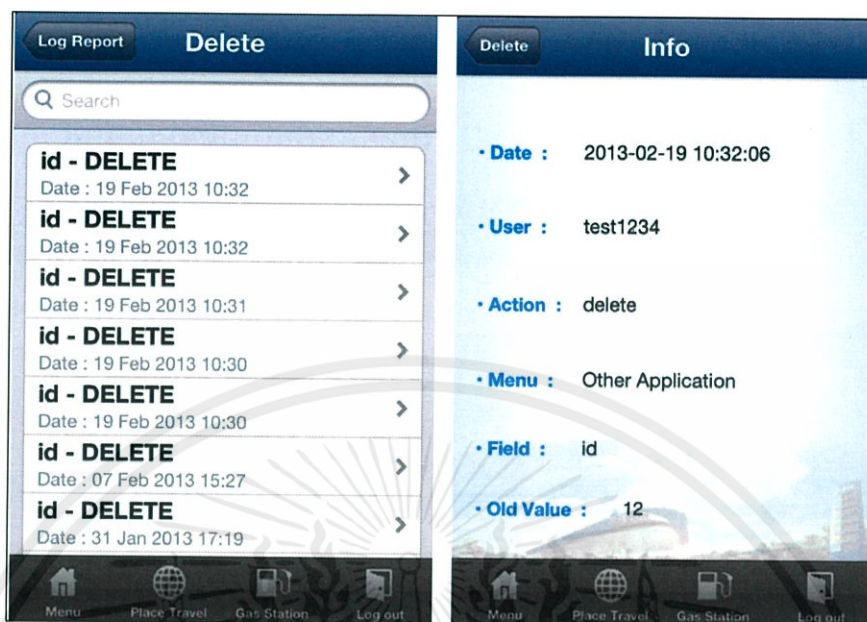 Log Report
Delete
Search
id - DELETE
Date : 19 Feb 2013 10:32
id - DELETE
Date : 19 Feb 2013 10:32
id - DELETE
Date : 19 Feb 2013 10:31
id - DELETE
Date : 19 Feb 2013 10:30
id - DELETE
Date : 19 Feb 2013 10:30
id - DELETE
Date : 07 Feb 2013 15:27
id - DELETE
Date : 31 Jan 2013 17:19
Menu Place Travel Gas Station Log out
Delete
Info
• Date : 2013-02-19 10:32:06
• User : test1234
• Action : delete
• Menu : Other Application
• Field : id
• Old Value : 12
Menu Place Travel Gas Station Log out